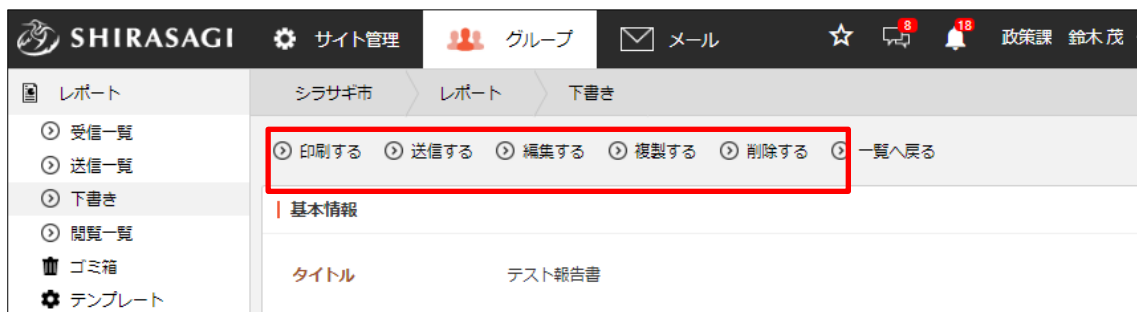 SHIRASAGI サイト管理 グループ メール 8 18 政策課 鈴木 茂
レポート
シラサギ市 レポート 下書き
受信一覧
送信一覧
下書き
閲覧一覧
ゴミ箱
テンプレート
印刷する 送信する 編集する 複製する 削除する 一覧へ戻る
基本情報
タイトル テスト報告書